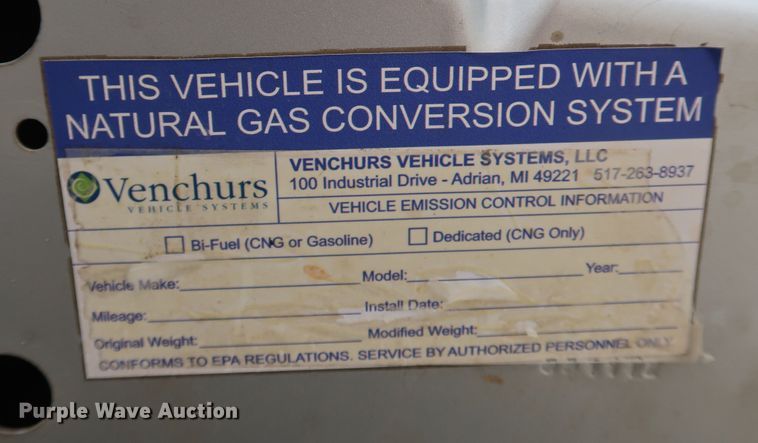 THIS VEHICLE IS EQUIPPED WITH A
NATURAL GAS CONVERSION SYSTEM
Venchurs
VEHICLE SYSTEMS
VENCHURS VEHICLE SYSTEMS, LLC
100 Industrial Drive - Adrian, MI 49221 517-263-8937
VEHICLE EMISSION CONTROL INFORMATION
Bi-Fuel (CNG or Gasoline) Dedicated (CNG Only)
Vehicle Make: Model: Year:
Mileage: Install Date:
Original Weight: Modified Weight:
CONFORMS TO EPA REGULATIONS. SERVICE BY AUTHORIZED PERSONNEL ONLY
Purple Wave Auction